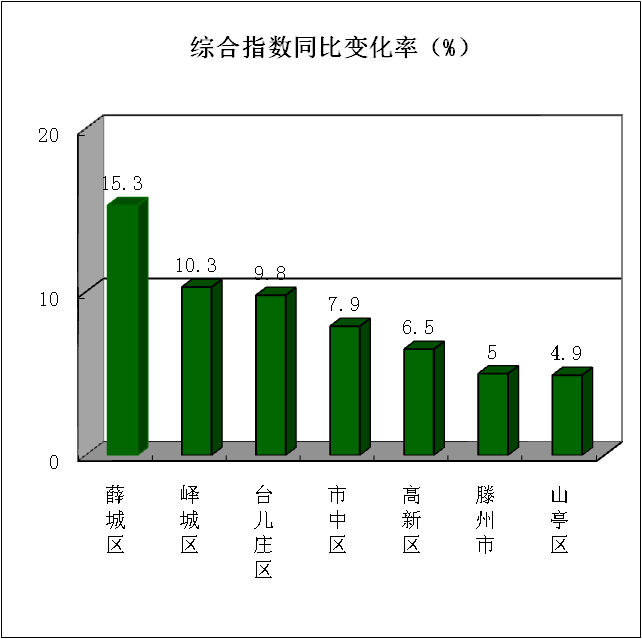 综合指数同比变化率（%）
20
15.3
10.3
9.8
7.9
6.5
5
4.9
10
0
薛城区
峄城区
台儿庄区
市中区
高新区
滕州市
山亭区